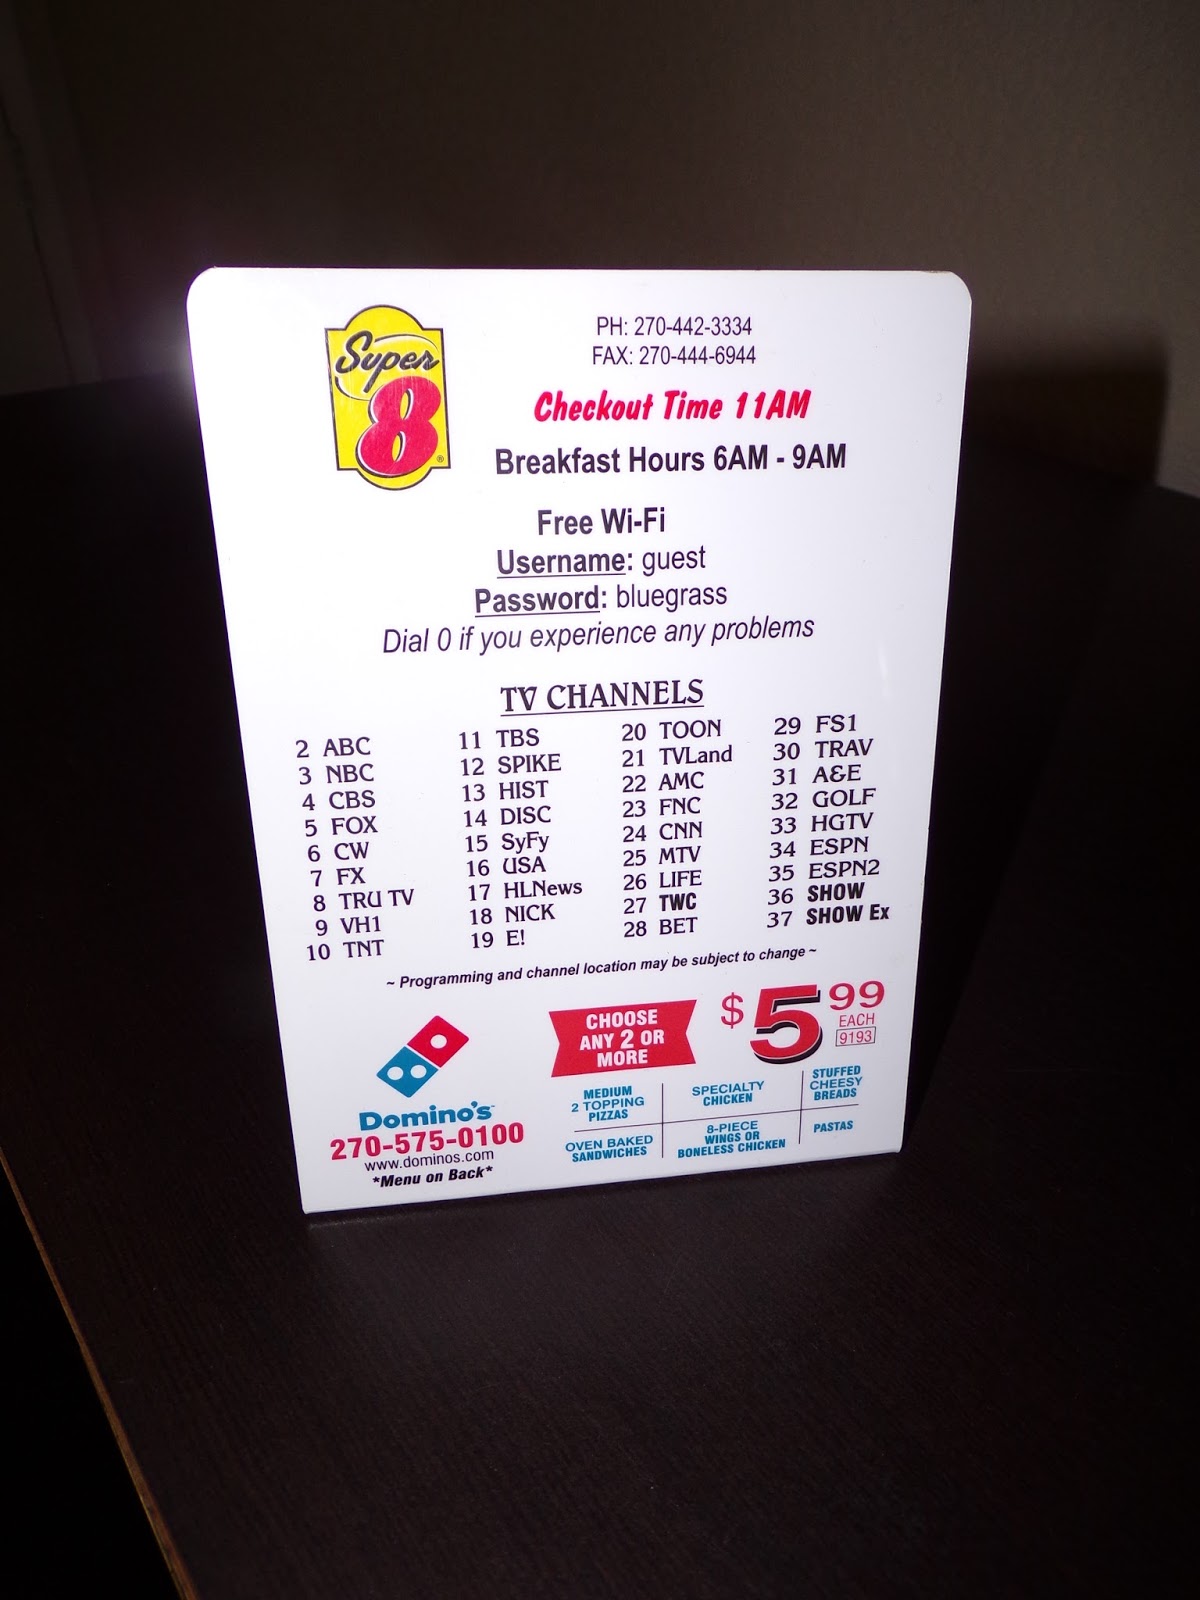 Super
8
®
PH: 270-442-3334
FAX: 270-444-6944
Checkout Time 11AM
Breakfast Hours 6AM - 9AM
Free Wi-Fi
Username: guest
Password: bluegrass
Dial 0 if you experience any problems
TV CHANNELS
2 ABC
3 NBC
4 CBS
5 FOX
6 CW
7 FX
8 TRU TV
9 VH1
10 TNT
11 TBS
12 SPIKE
13 HIST
14 DISC
15 SyFy
16 USA
17 HLNews
18 NICK
19 E!
20 TOON
21 TVLand
22 AMC
23 FNC
24 CNN
25 MTV
26 LIFE
27 TWC
28 BET
29 FS1
30 TRAV
31 A&E
32 GOLF
33 HGTV
34 ESPN
35 ESPN2
36 SHOW
37 SHOW Ex
~ Programming and channel location may be subject to change ~
Domino's
270-575-0100
www.dominos.com
*Menu on Back*
CHOOSE
ANY 2 OR
MORE
$5 99
EACH
9193
MEDIUM
2 TOPPING
PIZZAS
SPECIALTY
CHICKEN
STUFFED
CHEESY
BREADS
OVEN BAKED
SANDWICHES
8-PIECE
WINGS OR
BONELESS CHICKEN
PASTAS